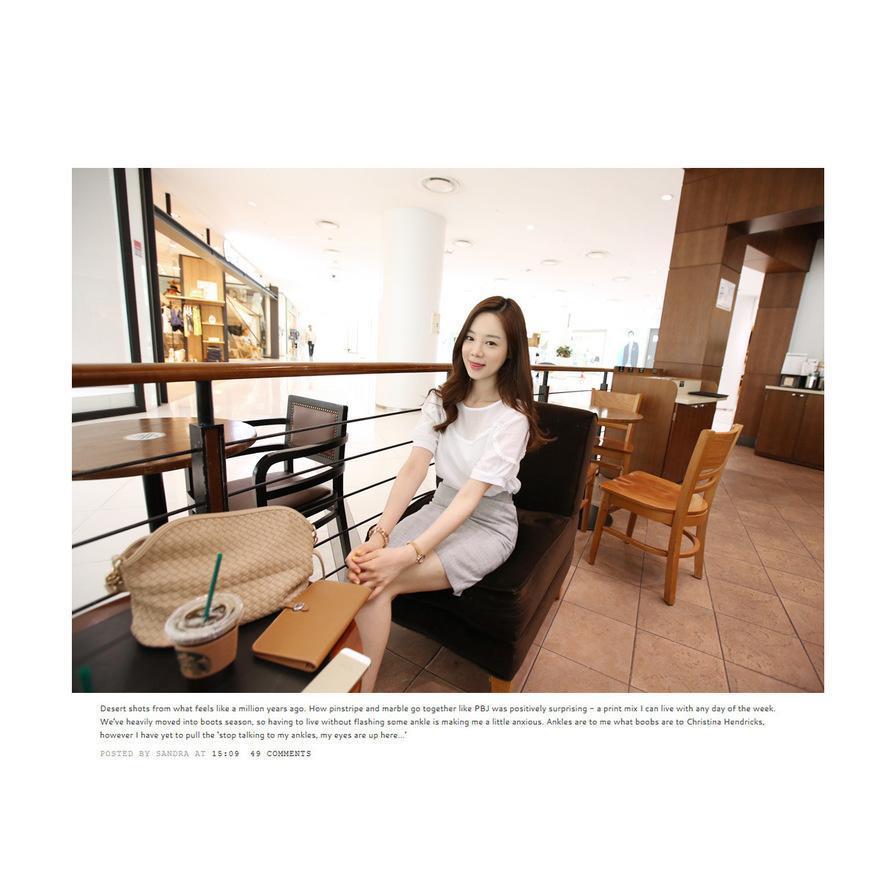 Desert shots from what feels like a million years ago. How pinstripe and marble go together like PBJ was positively surprising - a print mix I can live with any day of the week.
We've heavily moved into boots season, so having to live without flashing some ankle is making me a little anxious. Ankles are to me what boobs are to Christina Hendricks,
however I have yet to pull the 'stop talking to my ankles, my eyes are up here...'
POSTED BY SANDRA AT 15:09 49 COMMENTS